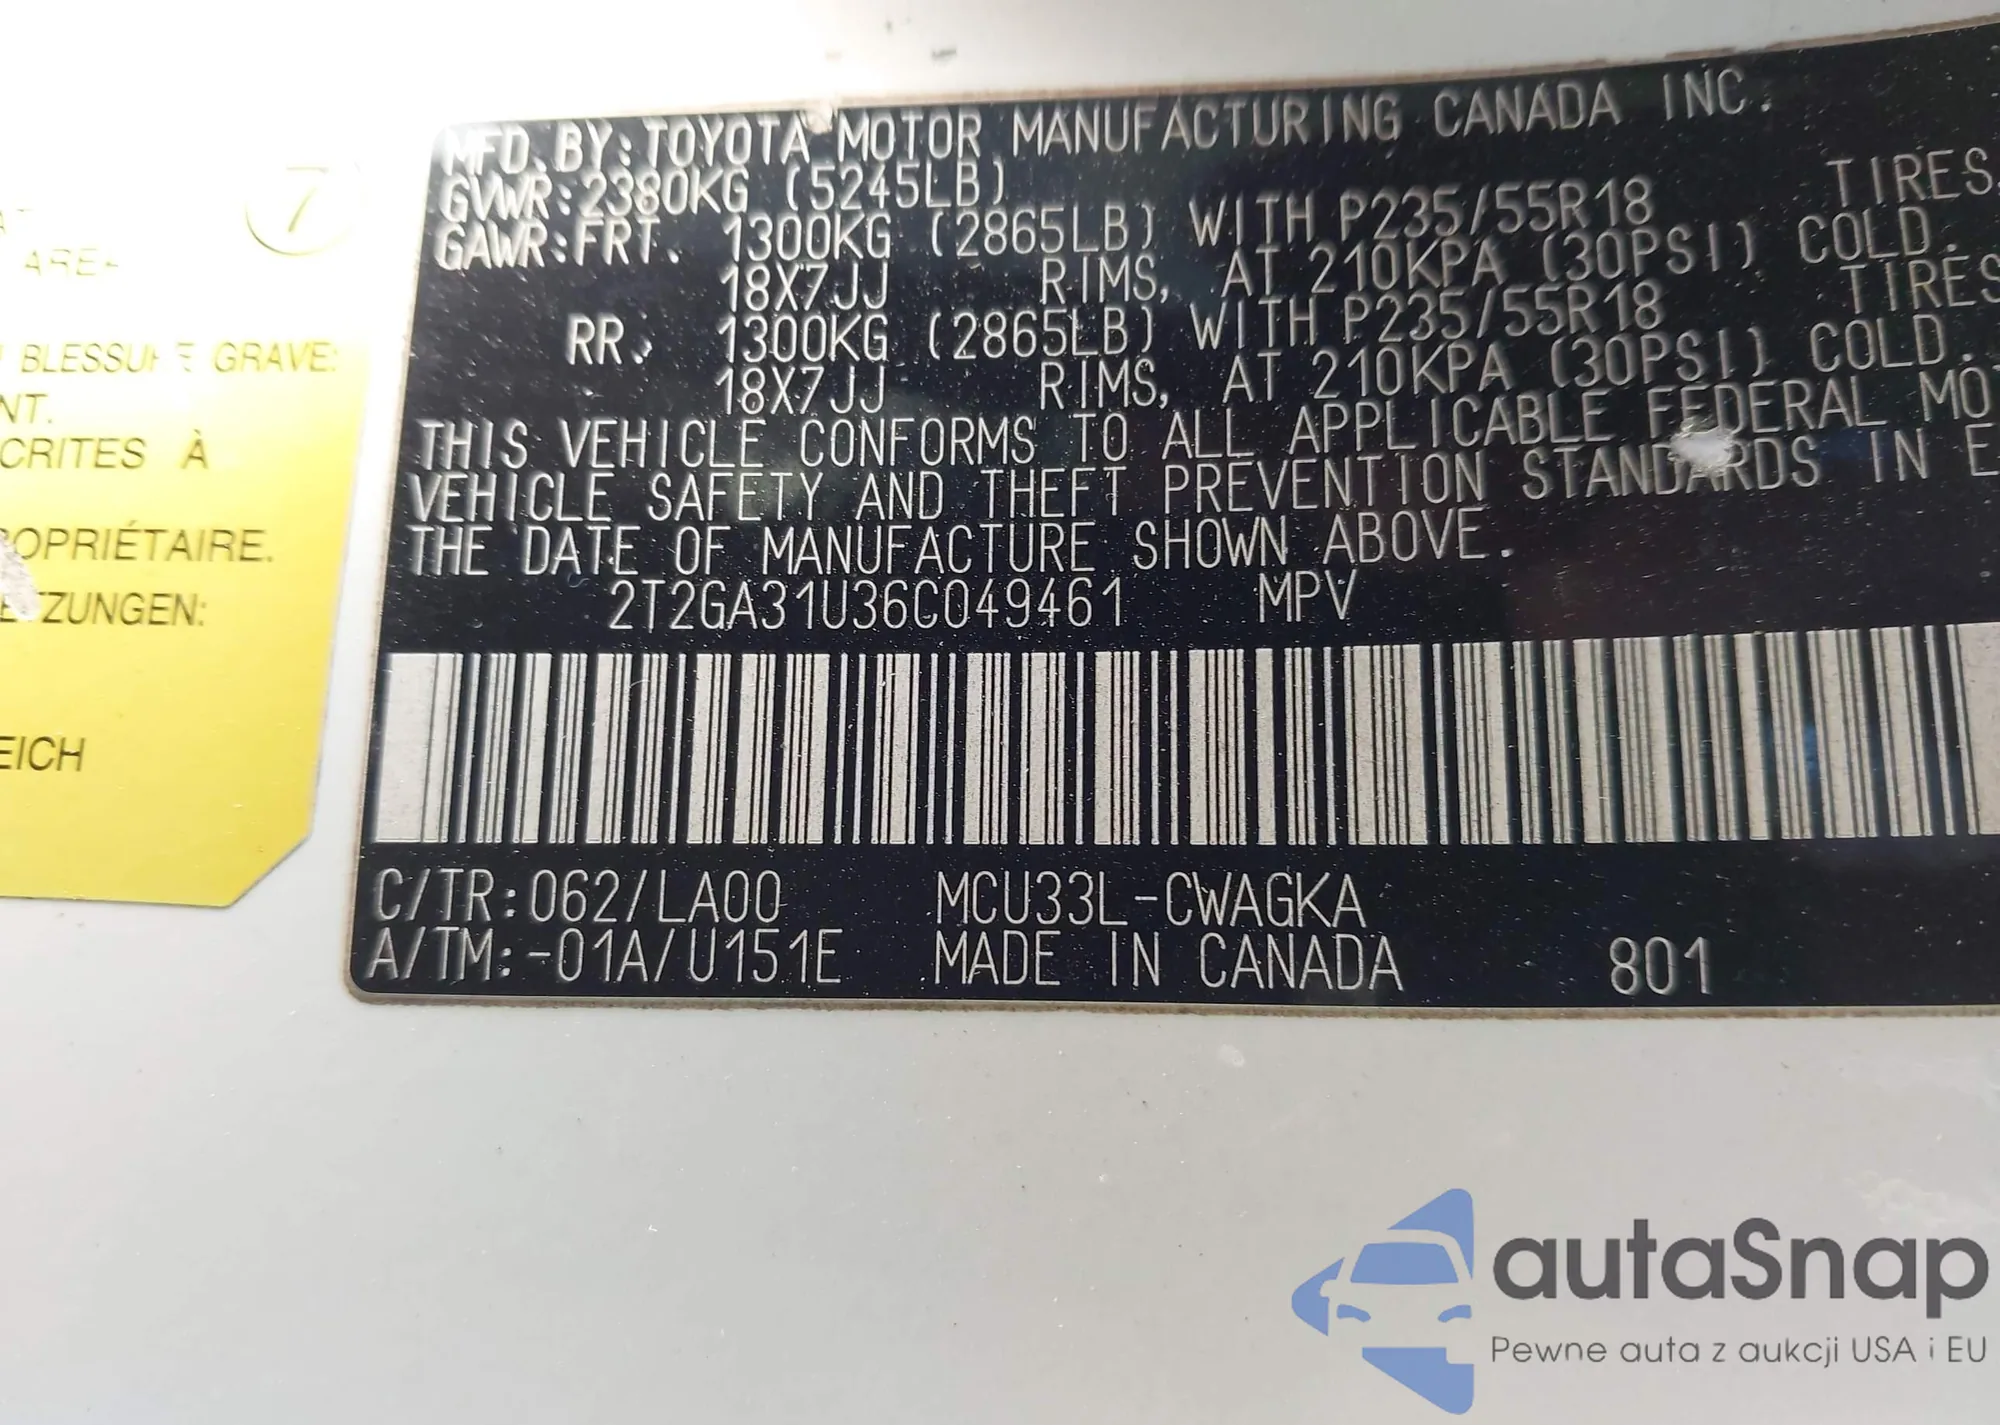 MFD. BY: TOYOTA MOTOR MANUFACTURING CANADA INC.
GVWR: 2380KG (5245LB)
GAWR: FRT. 1300KG (2865LB) WITH P235/55R18 TIRES,
18X7JJ RIMS, AT 210KPA (30PSI) COLD.
RR. 1300KG (2865LB) WITH P235/55R18 TIRES
18X7JJ RIMS, AT 210KPA (30PSI) COLD.
THIS VEHICLE CONFORMS TO ALL APPLICABLE FEDERAL MO
VEHICLE SAFETY AND THEFT PREVENTION STANDARDS IN E
THE DATE OF MANUFACTURE SHOWN ABOVE.
2T2GA31U36C049461 MPV
C/TR: 062/LA00 MCU33L-CWAGKA
A/TM: -01A/U151E MADE IN CANADA 801
7
BLESSURE GRAVE:
NT.
CRITES À
OPRIÉTAIRE.
ETZUNGEN:
EICH
autaSnap
Pewne auta z aukcji USA i EU